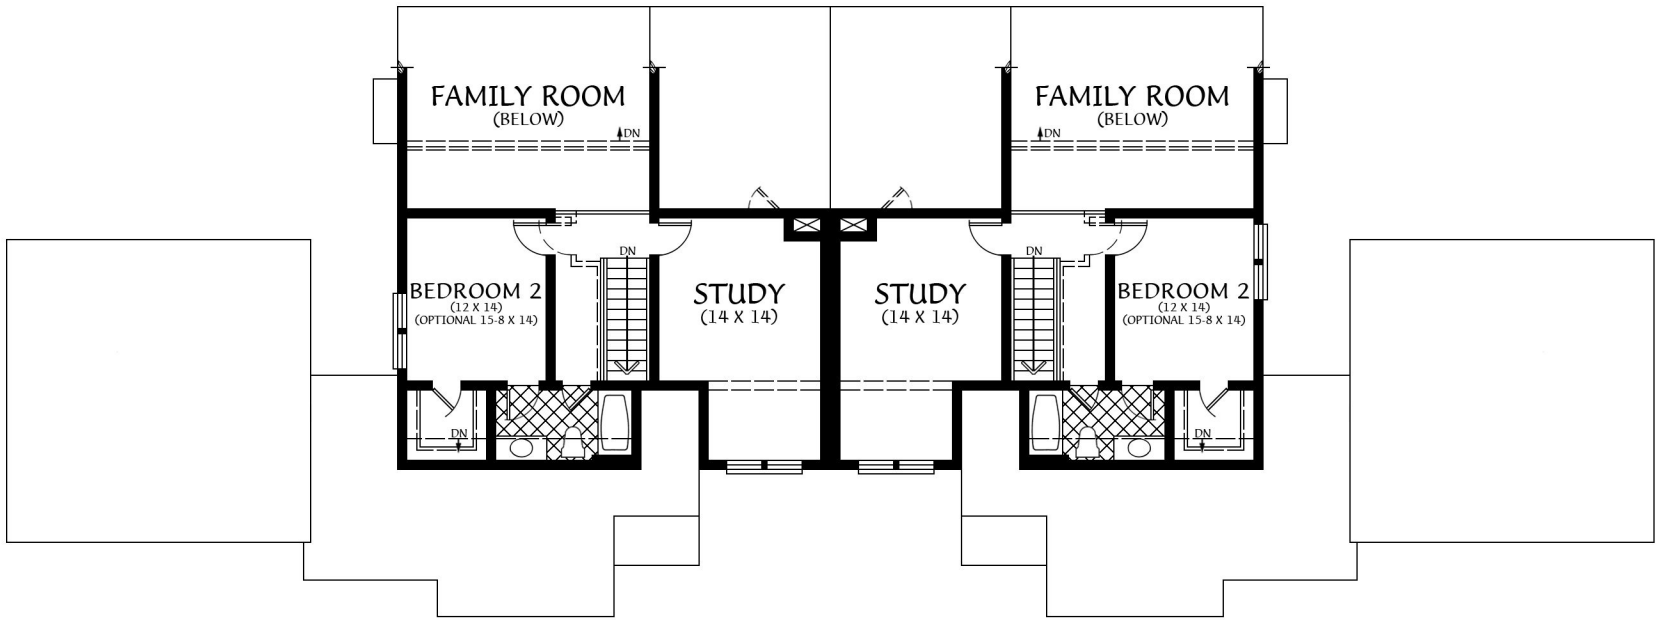 FAMILY ROOM
(BELOW)
DN
FAMILY ROOM
(BELOW)
DN
DN
DN
BEDROOM 2
(12 X 14)
(OPTIONAL 15-8 X 14)
STUDY
(14 X 14)
STUDY
(14 X 14)
BEDROOM 2
(12 X 14)
(OPTIONAL 15-8 X 14)
DN
DN